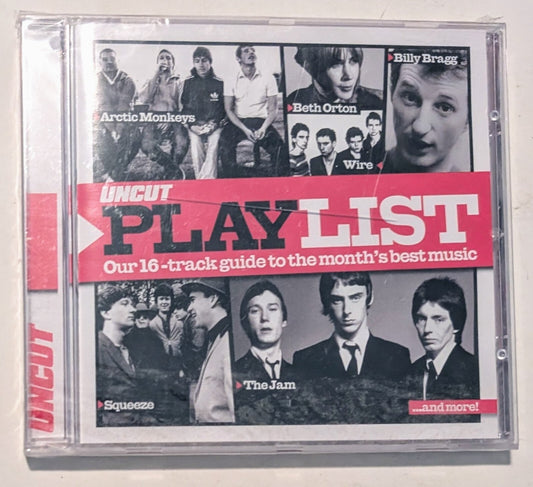 Arctic Monkeys
Beth Orton
Billy Bragg
Wire
UNCUT
PLAYLIST
Our 16-track guide to the month's best music
Squeeze
The Jam
...and more!
UNCUT